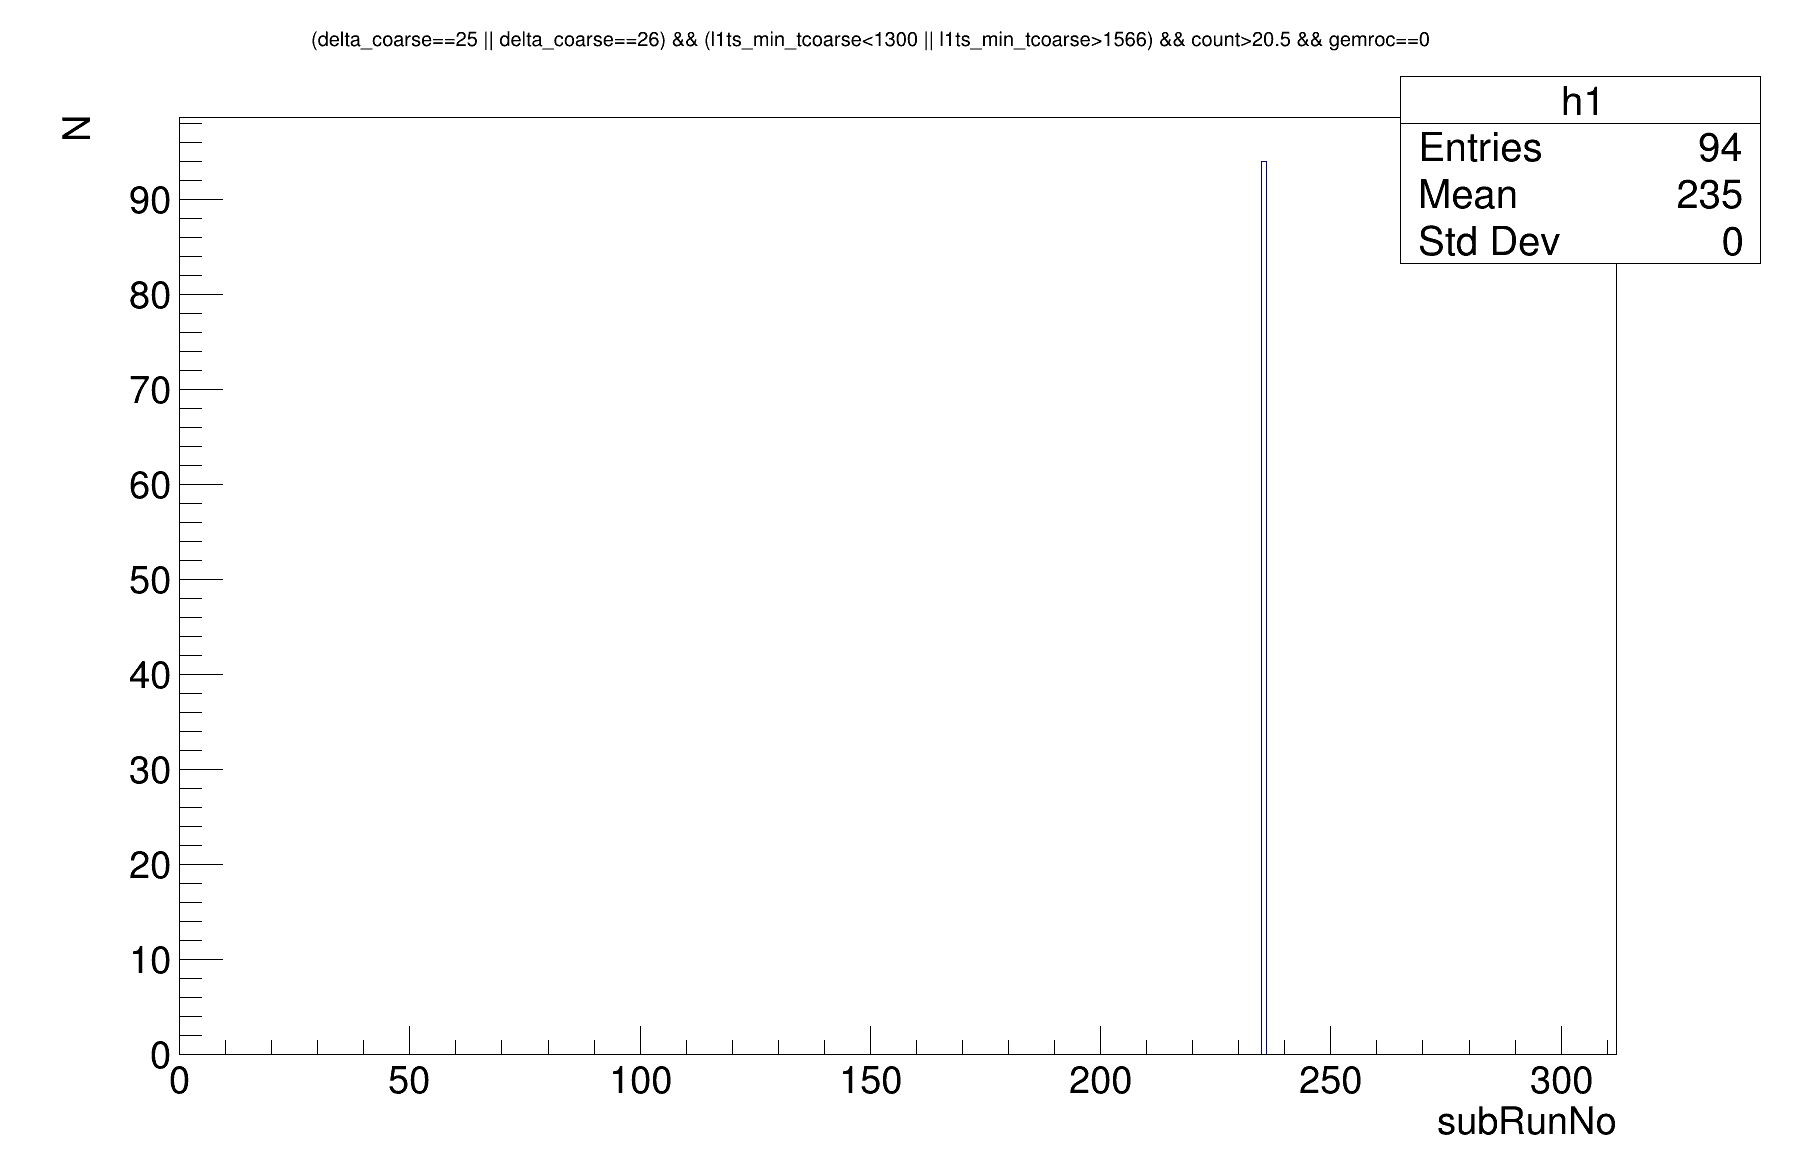 (delta_coarse==25 || delta_coarse==26) && (l1ts_min_tcoarse<1300 || l1ts_min_tcoarse>1566) && count>20.5 && gemroc==0
h1
Entries 94
Mean 235
Std Dev 0
N
90
80
70
60
50
40
30
20
10
0
0 50 100 150 200 250 300
subRunNo